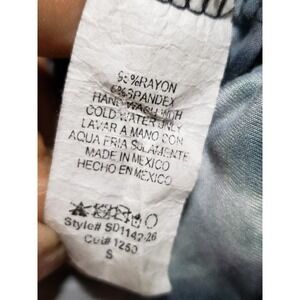 95%RAYON
5%SPANDEX
HAND WASH WITH
COLD WATER ONLY
LAVAR A MANO CON
AQUA FRIA SOLAMENTE
MADE IN MEXICO
HECHO EN MEXICO
Style# SD1142-26
Cut# 1250
S